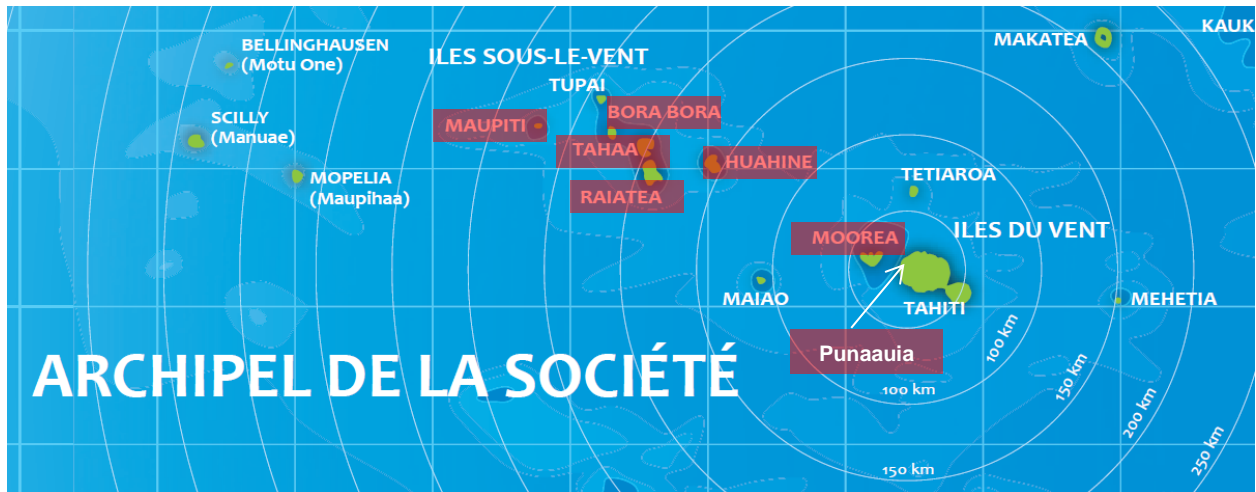 BELLINGHAUSEN
(Motu One)
ILES SOUS-LE-VENT
TUPAI
MAKATEA
KAUK
SCILLY
(Manuae)
MAUPITI
BORA BORA
TAHAA
HUAHINE
MOPELIA
(Maupihaa)
RAIATEA
TETIAROA
MOOREA
ILES DU VENT
MAIAO
TAHITI
MEHETIA
Punaauia
ARCHIPEL DE LA SOCIÉTÉ
100 km
100 km
150 km
150 km
200 km
250 km